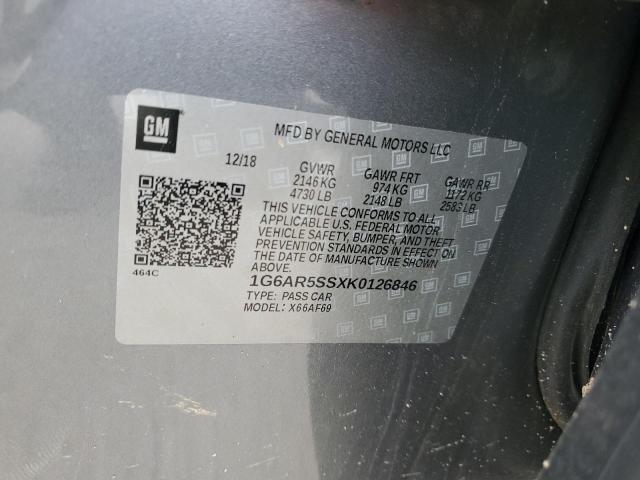 GM
MFD BY GENERAL MOTORS LLC
12/18 GVWR GAWR FRT GAWR RR
2146 KG 974 KG 1172 KG
4730 LB 2148 LB 2583 LB
THIS VEHICLE CONFORMS TO ALL
APPLICABLE U.S. FEDERAL MOTOR
VEHICLE SAFETY, BUMPER, AND THEFT
PREVENTION STANDARDS IN EFFECT ON
THE DATE OF MANUFACTURE SHOWN
ABOVE.
464C
1G6AR5SSXK0126846
TYPE: PASS CAR
MODEL: X66AF69